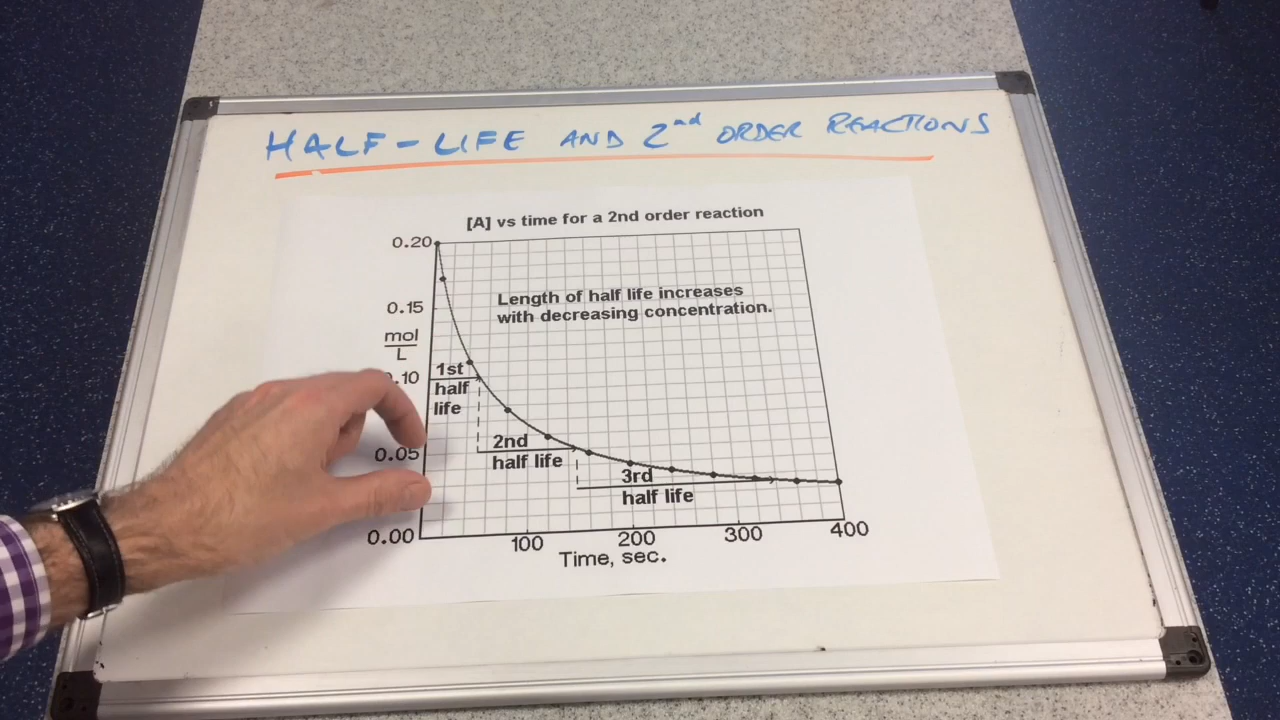 HALF-LIFE AND 2nd ORDER REACTIONS
[A] vs time for a 2nd order reaction
0.20
Length of half life increases
with decreasing concentration.
0.15
mol
L
.10
1st
half
life
0.05
2nd
half life
3rd
half life
0.00
100 200 300 400
Time, sec.